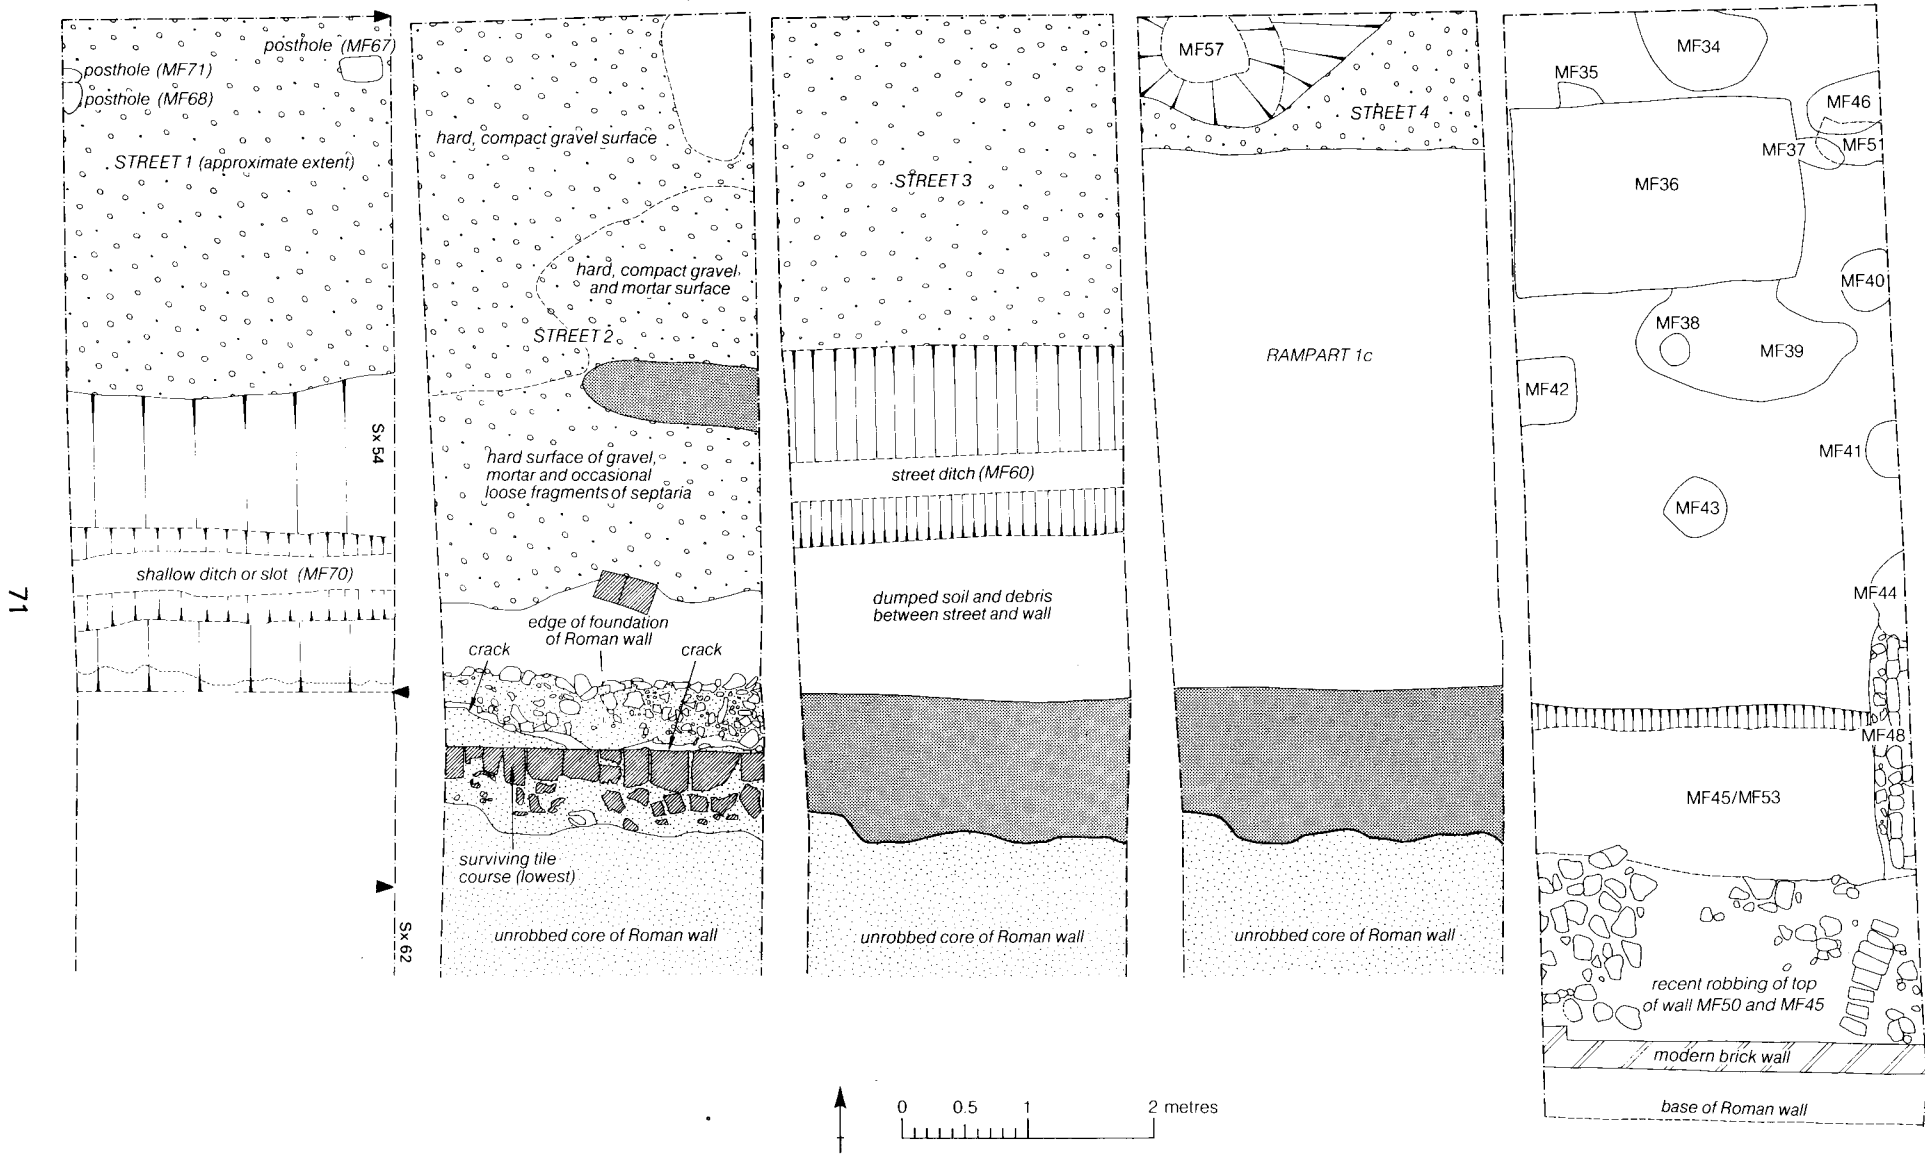 posthole (MF67)
posthole (MF71)
posthole (MF68)
STREET 1 (approximate extent)
Sx 54
shallow ditch or slot (MF70)
Sx 62
71
hard, compact gravel surface
hard, compact gravel
and mortar surface
STREET 2
hard surface of gravel,
mortar and occasional
loose fragments of septaria
edge of foundation
of Roman wall
crack
crack
surviving tile
course (lowest)
unrobbed core of Roman wall
STREET 3
street ditch (MF60)
dumped soil and debris
between street and wall
unrobbed core of Roman wall
MF57
STREET 4
RAMPART 1c
unrobbed core of Roman wall
MF34
MF35
MF46
MF37
MF51
MF36
MF40
MF38
MF39
MF42
MF41
MF43
MF44
MF48
MF45/MF53
recent robbing of top
of wall MF50 and MF45
modern brick wall
base of Roman wall
0 0.5 1 2 metres